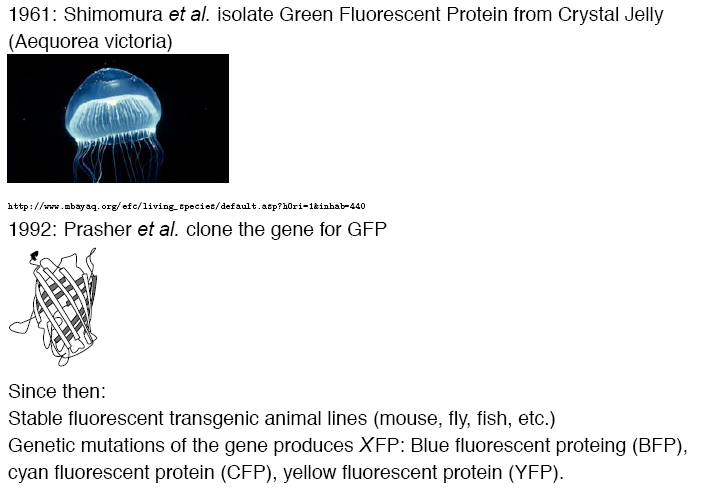 1961: Shimomura et al. isolate Green Fluorescent Protein from Crystal Jelly
(Aequorea victoria)
http://www.mbayaq.org/efc/living_species/default.asp?hOri=1&inhab=440
1992: Prasher et al. clone the gene for GFP
Since then:
Stable fluorescent transgenic animal lines (mouse, fly, fish, etc.)
Genetic mutations of the gene produces XFP: Blue fluorescent proteing (BFP),
cyan fluorescent protein (CFP), yellow fluorescent protein (YFP).